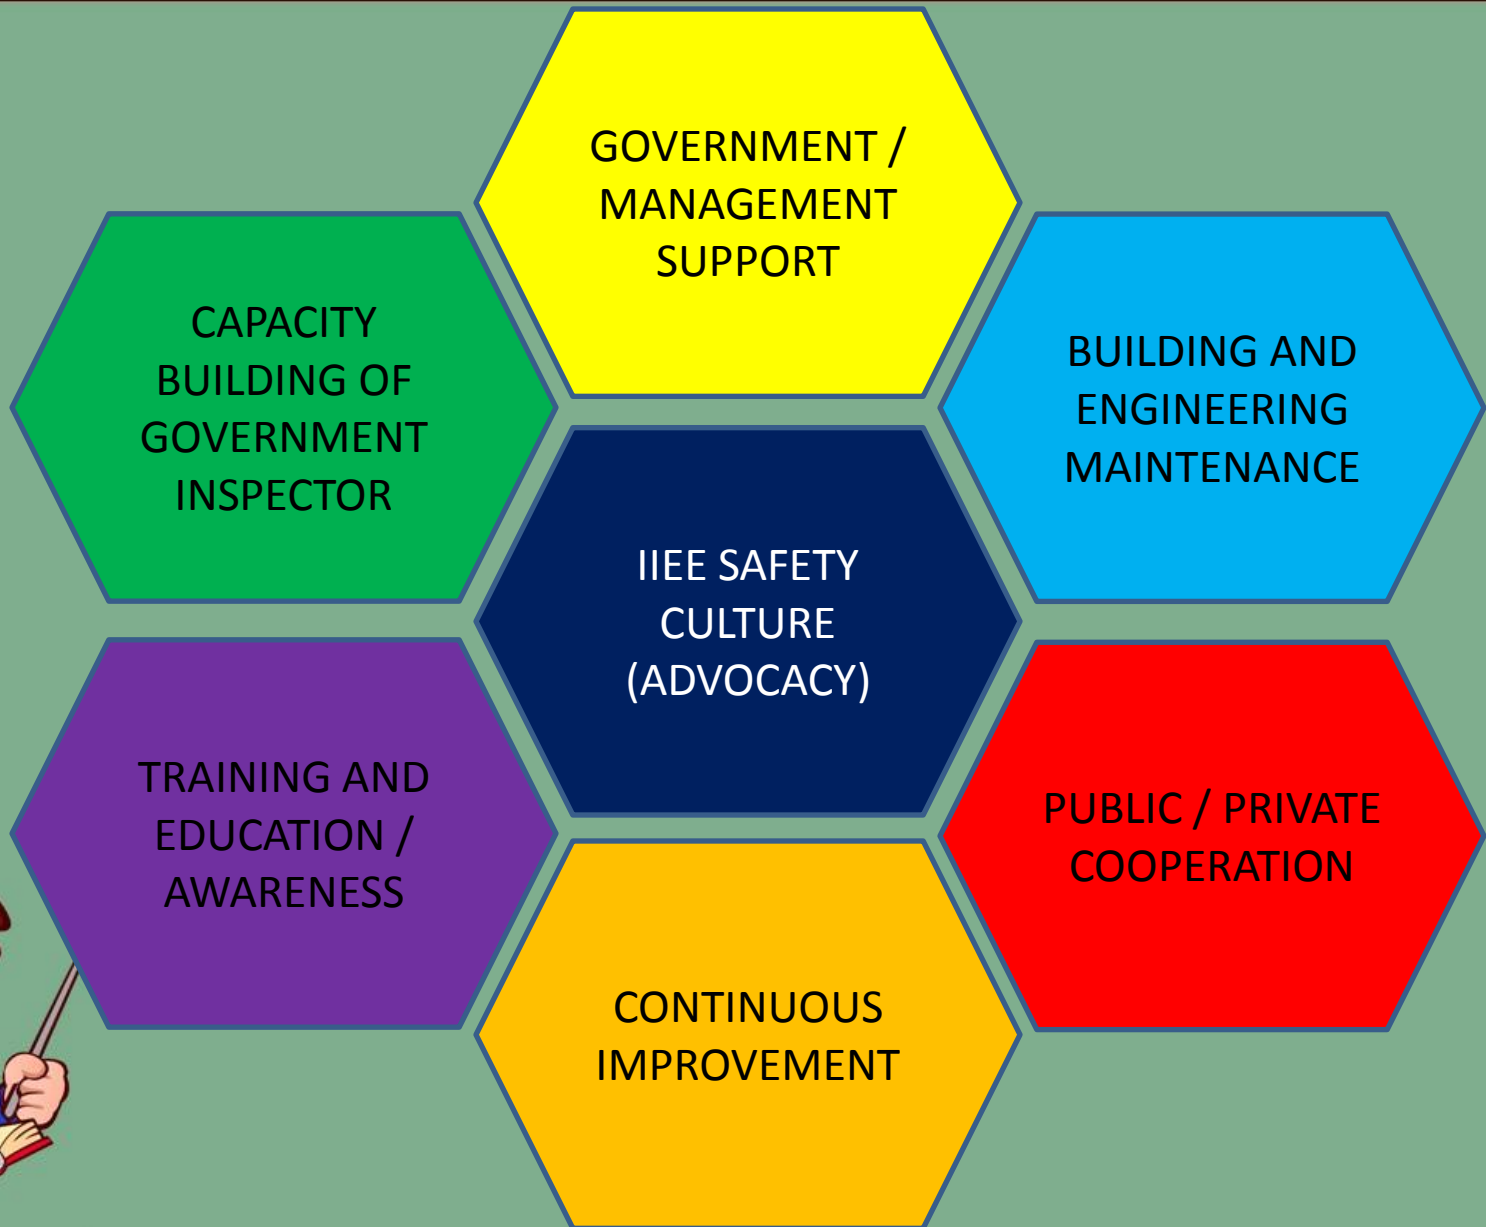 GOVERNMENT /
MANAGEMENT
SUPPORT
CAPACITY
BUILDING OF
GOVERNMENT
INSPECTOR
BUILDING AND
ENGINEERING
MAINTENANCE
IIEE SAFETY
CULTURE
(ADVOCACY)
TRAINING AND
EDUCATION /
AWARENESS
PUBLIC / PRIVATE
COOPERATION
CONTINUOUS
IMPROVEMENT